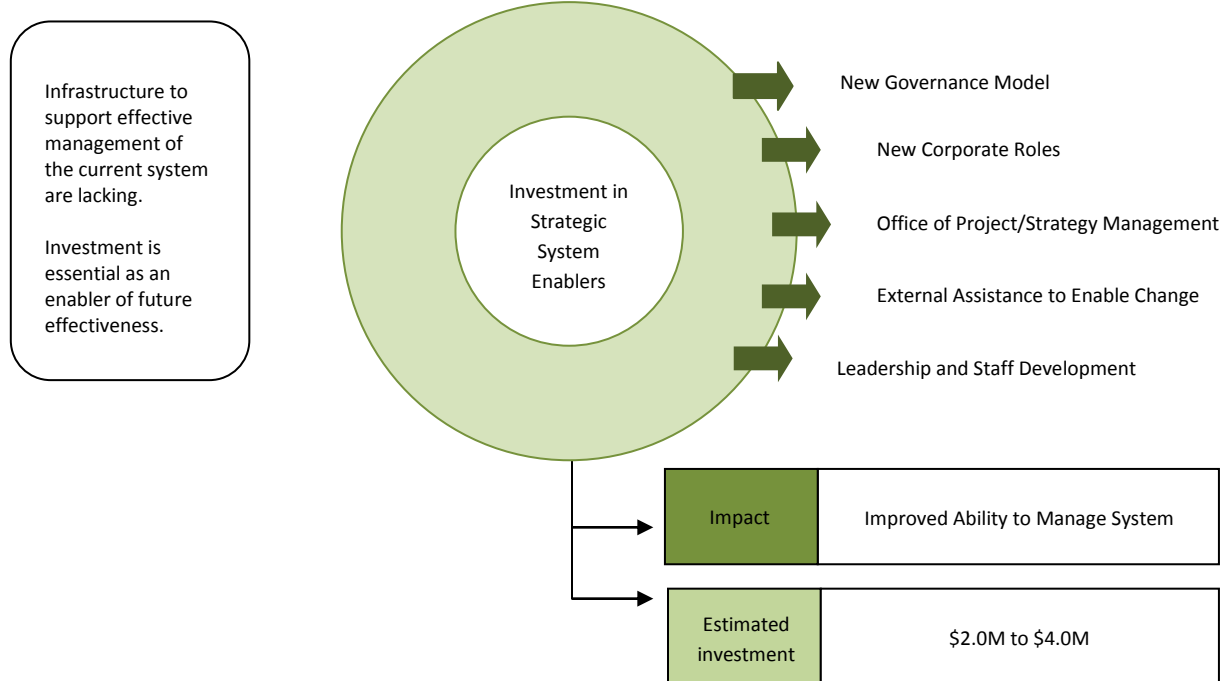 Infrastructure to
support effective
management of
the current system
are lacking.
Investment is
essential as an
enabler of future
effectiveness.
Investment in
Strategic
System
Enablers
New Governance Model
New Corporate Roles
Office of Project/Strategy Management
External Assistance to Enable Change
Leadership and Staff Development
Impact
Improved Ability to Manage System
Estimated
investment
$2.0M to $4.0M